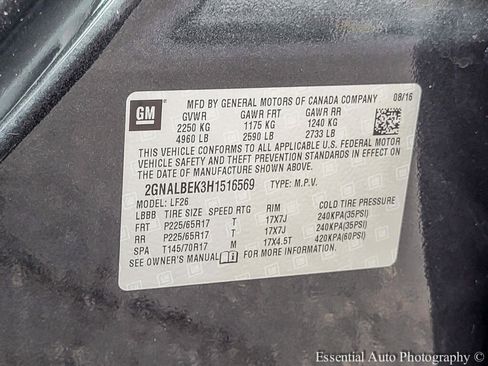 GM
MFD BY GENERAL MOTORS OF CANADA COMPANY 08/16
GVWR GAWR FRT GAWR RR
2250 KG 1175 KG 1240 KG
4960 LB 2590 LB 2733 LB
THIS VEHICLE CONFORMS TO ALL APPLICABLE U.S. FEDERAL MOTOR
VEHICLE SAFETY AND THEFT PREVENTION STANDARDS IN EFFECT ON THE
DATE OF MANUFACTURE SHOWN ABOVE.
2GNALBEK3H1516569 TYPE: M.P.V.
MODEL: LF26
LBBB TIRE SIZE SPEED RTG RIM COLD TIRE PRESSURE
FRT P225/65R17 T 17X7J 240KPA(35PSI)
RR P225/65R17 T 17X7J 240KPA(35PSI)
SPA T145/70R17 M 17X4.5T 420KPA(60PSI)
SEE OWNER'S MANUAL FOR MORE INFORMATION.
Essential Auto Photography ©2024